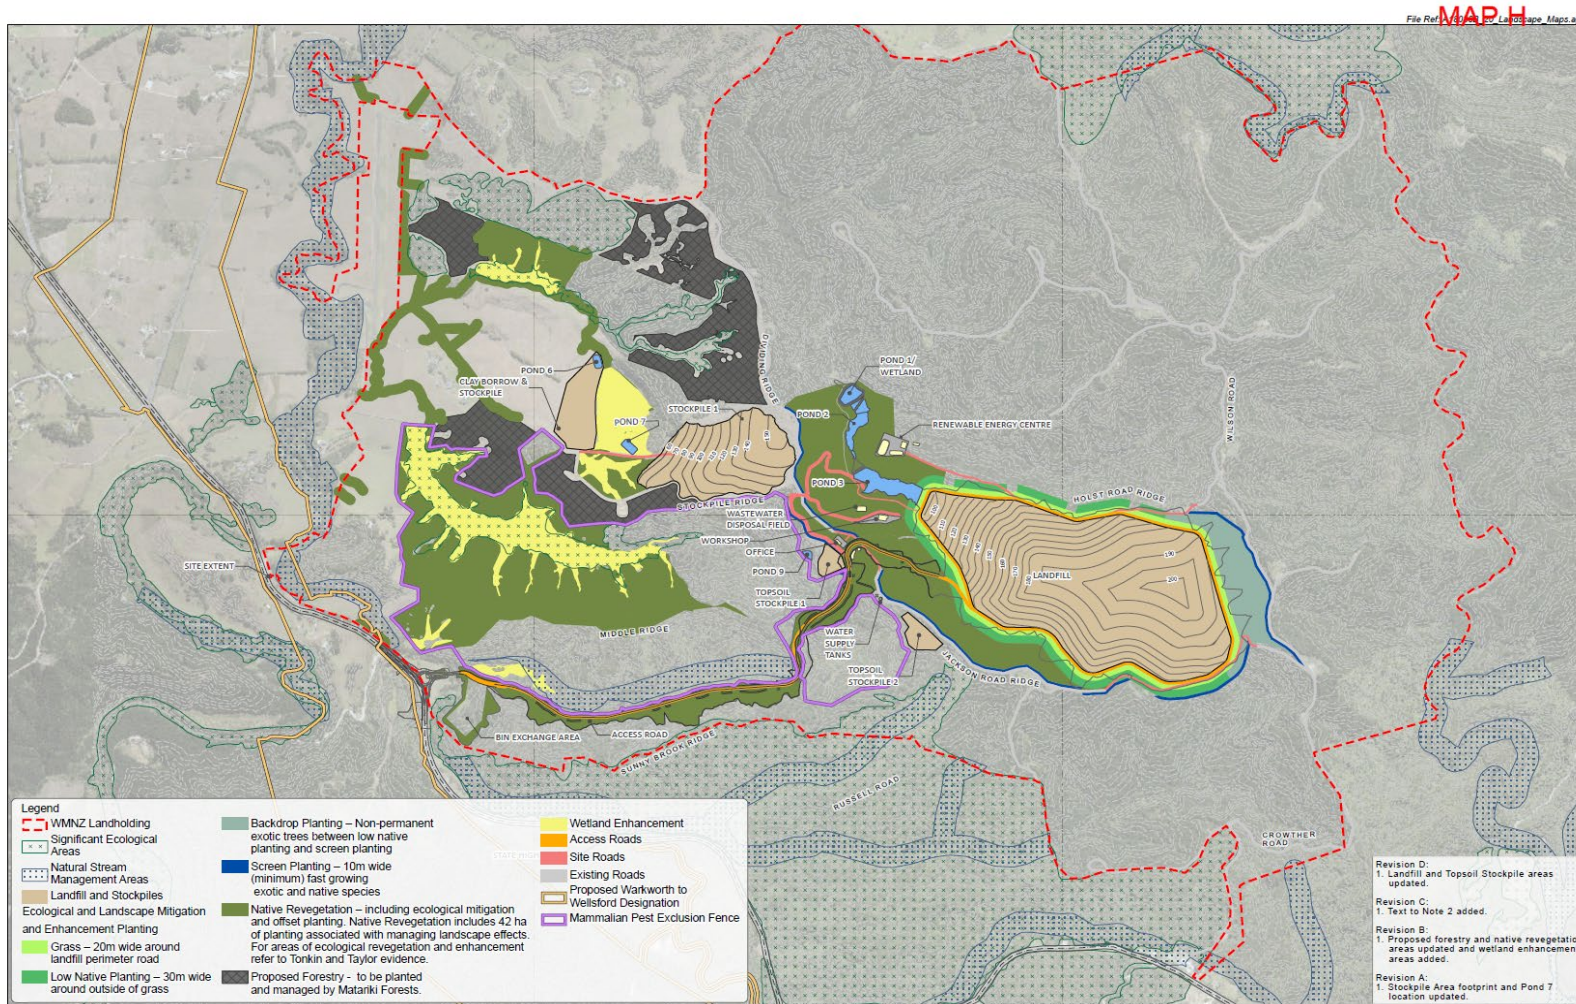 MAP H
File Ref:
Landscape_Maps.a
POND 6
CLAY BORROW &
STOCKPILE
POND 7
STOCKPILE 1
DIVIDING RIDGE
POND 1/
WETLAND
POND 2
RENEWABLE ENERGY CENTRE
WILSON ROAD
POND 3
HOLST ROAD RIDGE
STOCKPILE RIDGE
WASTEWATER
DISPOSAL FIELD
WORKSHOP
OFFICE
POND 9
TOPSOIL
STOCKPILE 1
SITE EXTENT
LANDFILL
190
200
MIDDLE RIDGE
WATER
SUPPLY
TANKS
TOPSOIL
STOCKPILE 2
JACKSON ROAD RIDGE
BIN EXCHANGE AREA
ACCESS ROAD
SUNNY BROOK RIDGE
RUSSELL ROAD
CROWTHER
ROAD
Legend
WMNZ Landholding
Significant Ecological
Areas
Natural Stream
Management Areas
Landfill and Stockpiles
Ecological and Landscape Mitigation
and Enhancement Planting
Grass – 20m wide around
landfill perimeter road
Low Native Planting – 30m wide
around outside of grass
Backdrop Planting – Non-permanent
exotic trees between low native
planting and screen planting
Screen Planting – 10m wide
(minimum) fast growing
exotic and native species
Native Revegetation – including ecological mitigation
and offset planting. Native Revegetation includes 42 ha
of planting associated with managing landscape effects.
For areas of ecological revegetation and enhancement
refer to Tonkin and Taylor evidence.
Proposed Forestry - to be planted
and managed by Matariki Forests.
Wetland Enhancement
Access Roads
Site Roads
Existing Roads
Proposed Warkworth to
Wellsford Designation
Mammalian Pest Exclusion Fence
Revision D:
1. Landfill and Topsoil Stockpile areas
updated.
Revision C:
1. Text to Note 2 added.
Revision B:
1. Proposed forestry and native revegetatio
areas updated and wetland enhancemen
areas added.
Revision A:
1. Stockpile Area footprint and Pond 7
location updated.